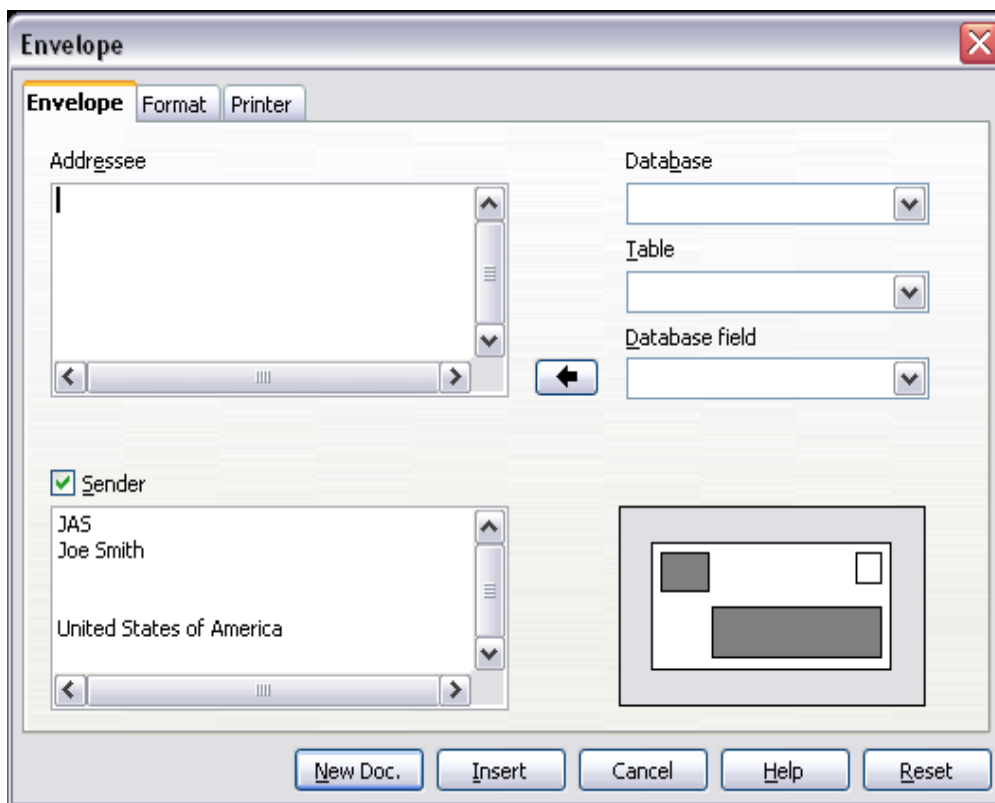 Envelope
Envelope Format Printer
Addressee
Database
Table
Database field
Sender
JAS
Joe Smith
United States of America
New Doc. Insert Cancel Help Reset